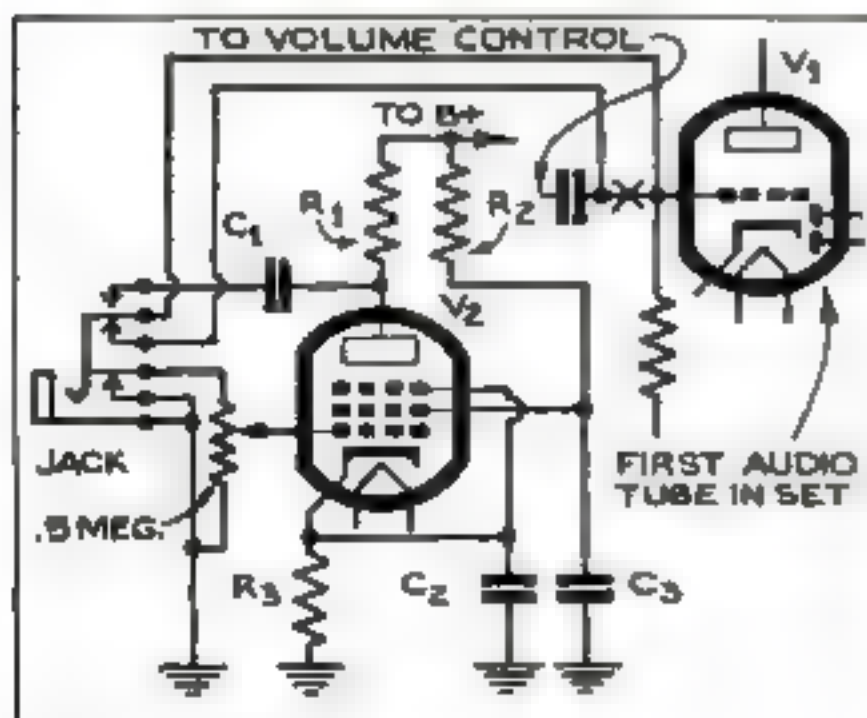 TO VOLUME CONTROL
V1
TO B+
R1
R2
C1
V2
JACK
.5 MEG.
FIRST AUDIO
TUBE IN SET
R3
C2
C3